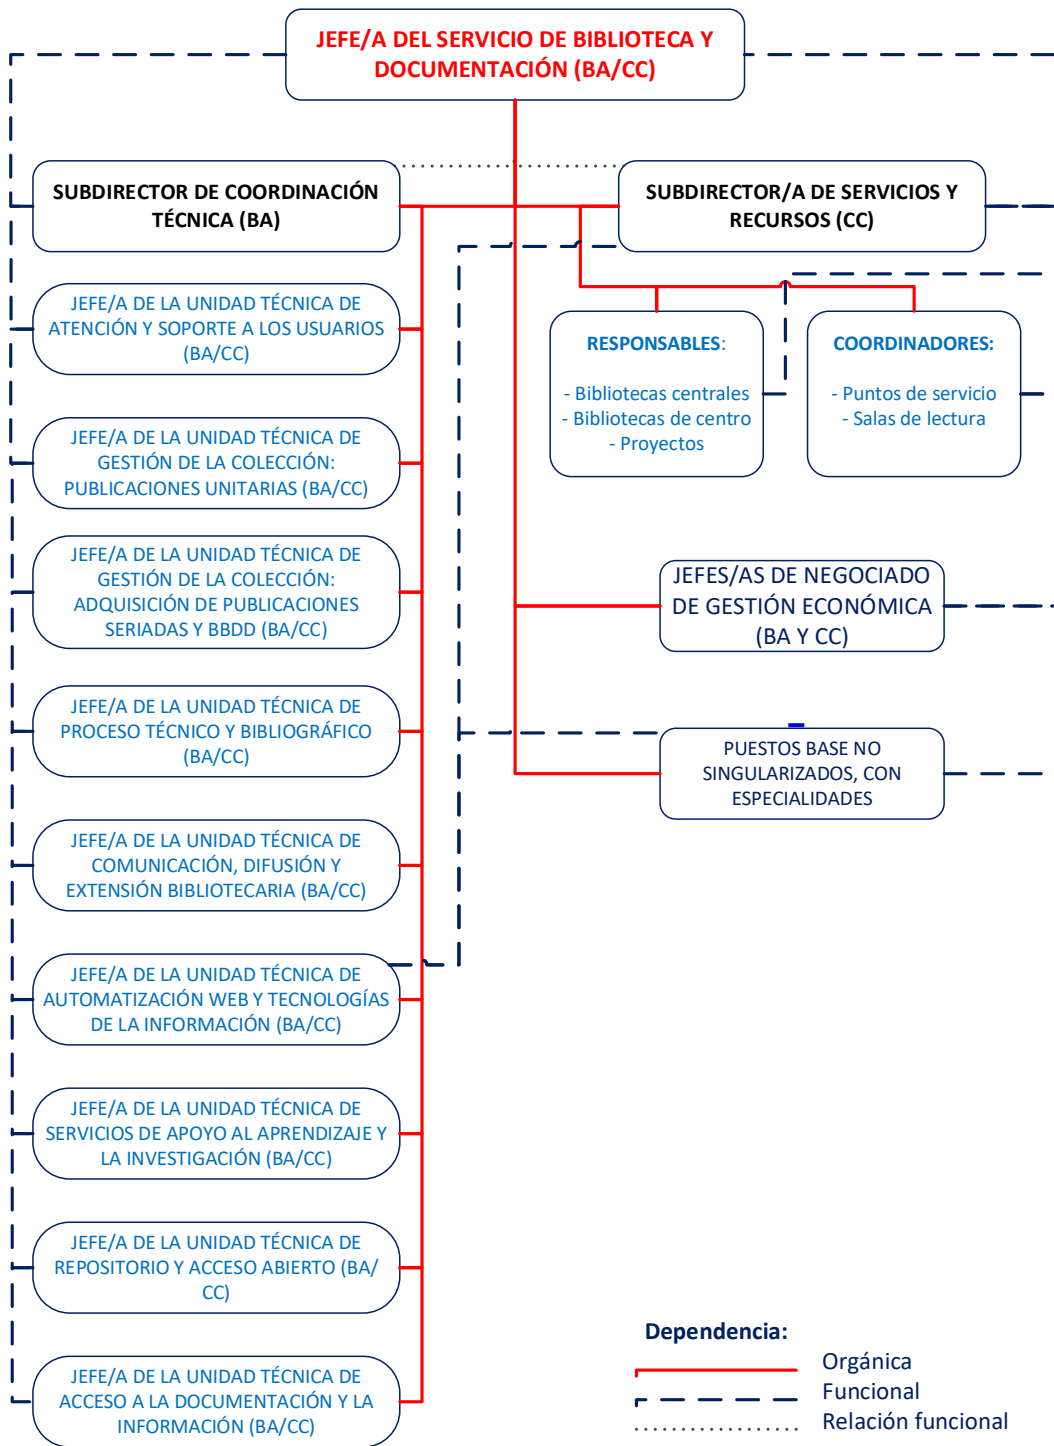 JEFE/A DEL SERVICIO DE BIBLIOTECA Y
DOCUMENTACIÓN (BA/CC)
SUBDIRECTOR DE COORDINACIÓN
TÉCNICA (BA)
SUBDIRECTOR/A DE SERVICIOS Y
RECURSOS (CC)
JEFE/A DE LA UNIDAD TÉCNICA DE
ATENCIÓN Y SOPORTE A LOS USUARIOS
(BA/CC)
RESPONSABLES:
- Bibliotecas centrales
- Bibliotecas de centro
- Proyectos
COORDINADORES:
- Puntos de servicio
- Salas de lectura
JEFE/A DE LA UNIDAD TÉCNICA DE
GESTIÓN DE LA COLECCIÓN:
PUBLICACIONES UNITARIAS (BA/CC)
JEFE/A DE LA UNIDAD TÉCNICA DE
GESTIÓN DE LA COLECCIÓN:
ADQUISICIÓN DE PUBLICACIONES
SERIADAS Y BBDD (BA/CC)
JEFES/AS DE NEGOCIADO
DE GESTIÓN ECONÓMICA
(BA Y CC)
JEFE/A DE LA UNIDAD TÉCNICA DE
PROCESO TÉCNICO Y BIBLIOGRÁFICO
(BA/CC)
PUESTOS BASE NO
SINGULARIZADOS, CON
ESPECIALIDADES
JEFE/A DE LA UNIDAD TÉCNICA DE
COMUNICACIÓN, DIFUSIÓN Y
EXTENSIÓN BIBLIOTECARIA (BA/CC)
JEFE/A DE LA UNIDAD TÉCNICA DE
AUTOMATIZACIÓN WEB Y TECNOLOGÍAS
DE LA INFORMACIÓN (BA/CC)
JEFE/A DE LA UNIDAD TÉCNICA DE
SERVICIOS DE APOYO AL APRENDIZAJE Y
LA INVESTIGACIÓN (BA/CC)
JEFE/A DE LA UNIDAD TÉCNICA DE
REPOSITORIO Y ACCESO ABIERTO (BA/
CC)
JEFE/A DE LA UNIDAD TÉCNICA DE
ACCESO A LA DOCUMENTACIÓN Y LA
INFORMACIÓN (BA/CC)
Dependencia:
Orgánica
Funcional
Relación funcional